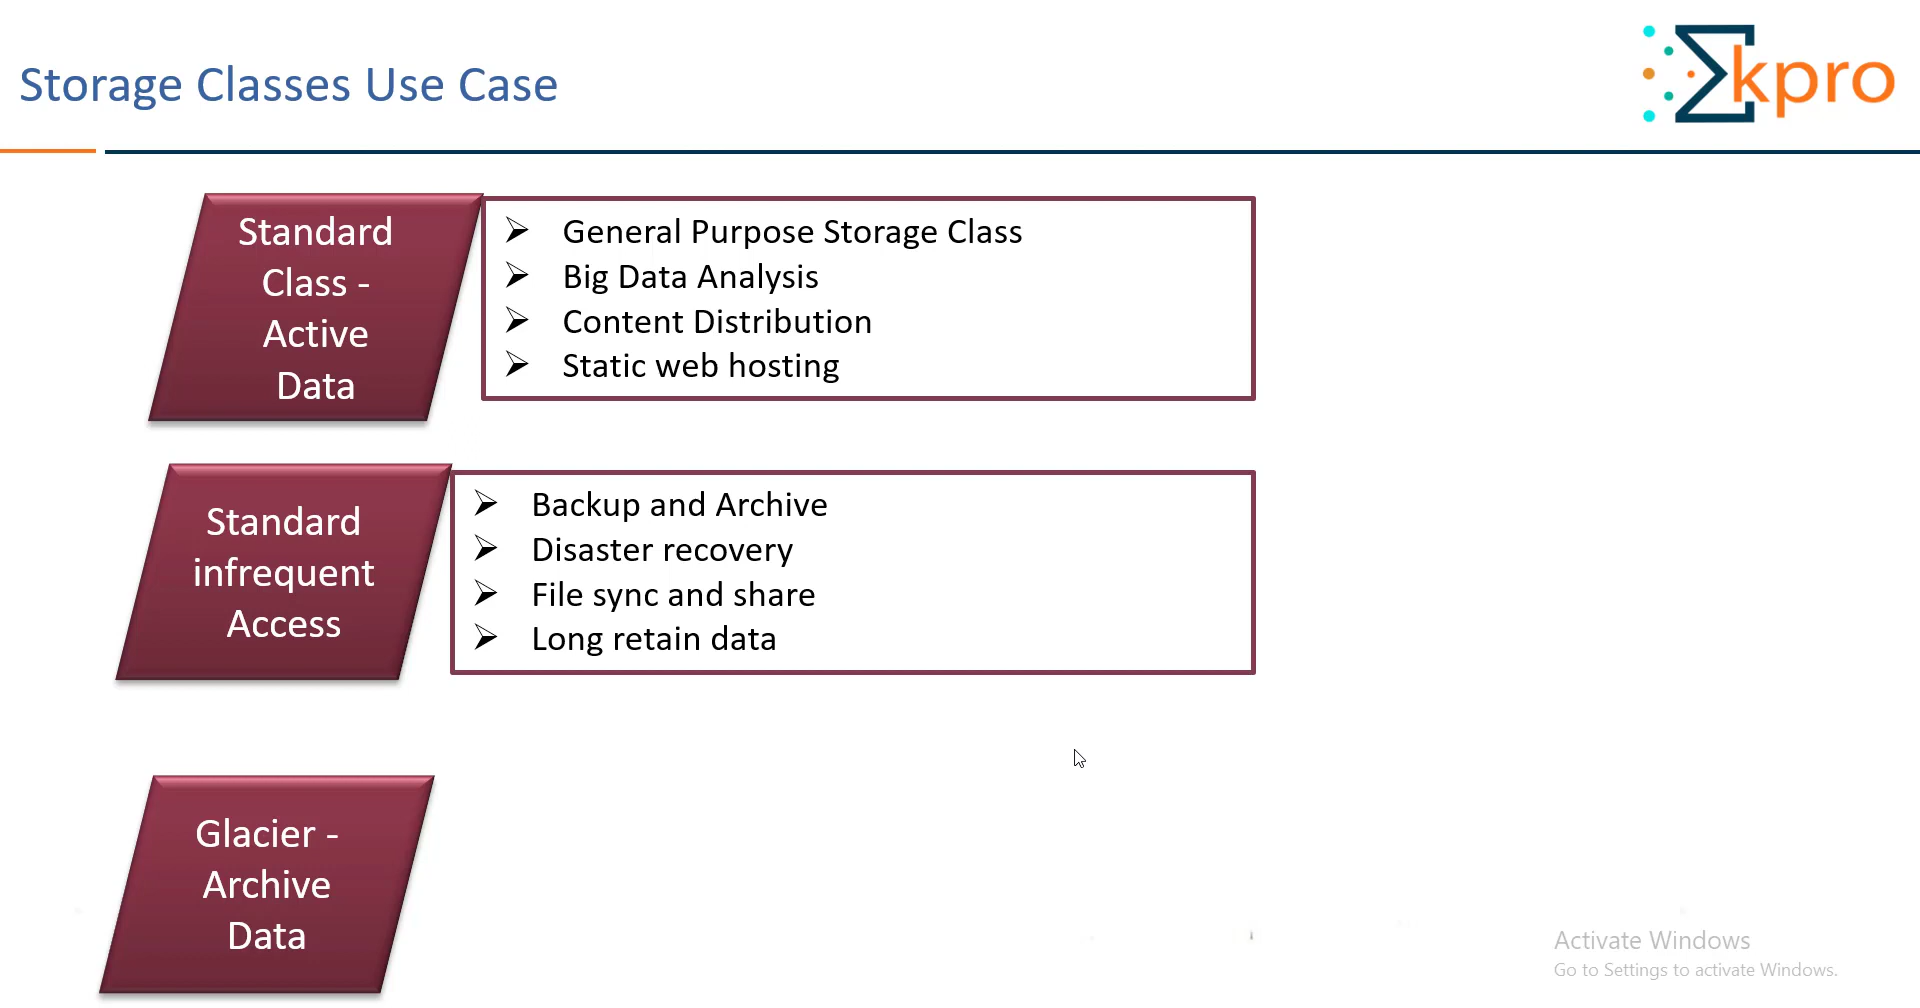 Storage Classes Use Case
Σkpro
Standard
Class -
Active
Data
➢ General Purpose Storage Class
➢ Big Data Analysis
➢ Content Distribution
➢ Static web hosting
Standard
infrequent
Access
➢ Backup and Archive
➢ Disaster recovery
➢ File sync and share
➢ Long retain data
Glacier -
Archive
Data
Activate Windows
Go to Settings to activate Windows.